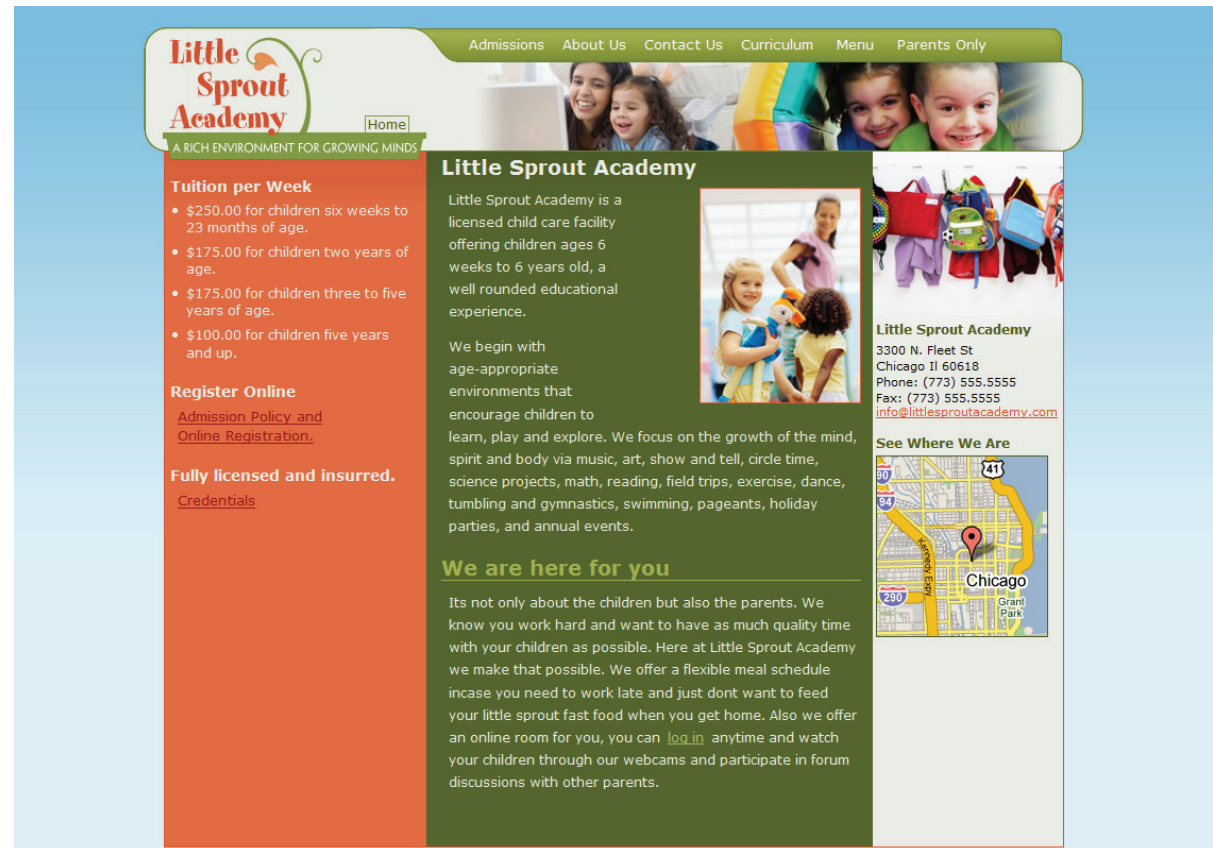 Little
Sprout
Academy
A RICH ENVIRONMENT FOR GROWING MINDS
Home
Admissions About Us Contact Us Curriculum Menu Parents Only
Tuition per Week
• $250.00 for children six weeks to
23 months of age.
• $175.00 for children two years of
age.
• $175.00 for children three to five
years of age.
• $100.00 for children five years
and up.
Register Online
Admission Policy and
Online Registration.
Fully licensed and insurred.
Credentials
Little Sprout Academy
Little Sprout Academy is a
licensed child care facility
offering children ages 6
weeks to 6 years old, a
well rounded educational
experience.
We begin with
age-appropriate
environments that
encourage children to
learn, play and explore. We focus on the growth of the mind,
spirit and body via music, art, show and tell, circle time,
science projects, math, reading, field trips, exercise, dance,
tumbling and gymnastics, swimming, pageants, holiday
parties, and annual events.
We are here for you
Its not only about the children but also the parents. We
know you work hard and want to have as much quality time
with your children as possible. Here at Little Sprout Academy
we make that possible. We offer a flexible meal schedule
incase you need to work late and just dont want to feed
your little sprout fast food when you get home. Also we offer
an online room for you, you can log in anytime and watch
your children through our webcams and participate in forum
discussions with other parents.
Little Sprout Academy
3300 N. Fleet St
Chicago Il 60618
Phone: (773) 555.5555
Fax: (773) 555.5555
info@littlesproutacademy.com
See Where We Are
41
90
94
Kennedy Expy
Chicago
290
Grant
Park